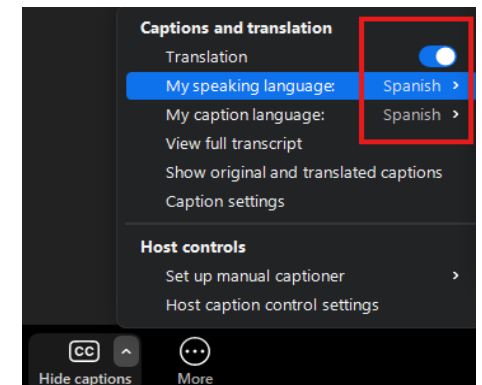 Captions and translation
Translation
My speaking language: Spanish >
My caption language: Spanish >
View full transcript
Show original and translated captions
Caption settings
Host controls
Set up manual captioner >
Host caption control settings
CC
Hide captions More